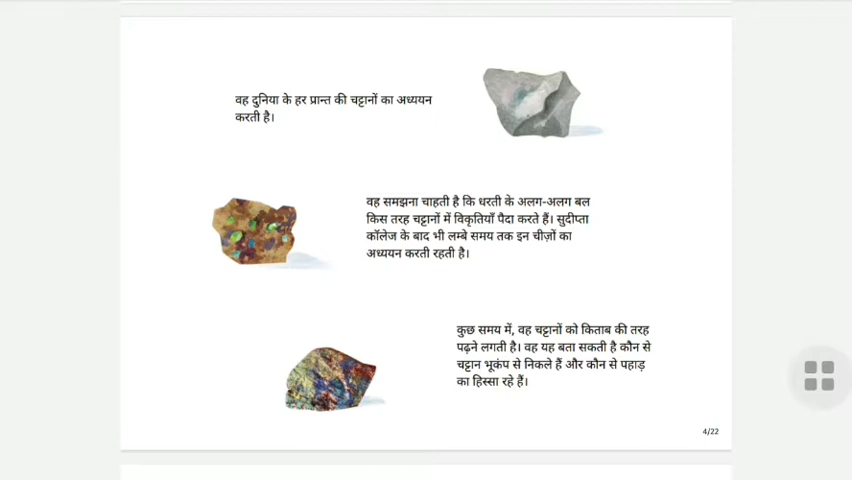 वह दुनिया के हर प्रान्त की चट्टानों का अध्ययन
करती है।
वह समझना चाहती है कि धरती के अलग-अलग बल
किस तरह चट्टानों में विकृतियाँ पैदा करते हैं। सुदीप्ता
कॉलेज के बाद भी लम्बे समय तक इन चीज़ों का
अध्ययन करती रहती है।
कुछ समय में, वह चट्टानों को किताब की तरह
पढ़ने लगती है। वह यह बता सकती है कौन से
चट्टान भूकंप से निकले हैं और कौन से पहाड़
का हिस्सा रहे हैं।
4/22